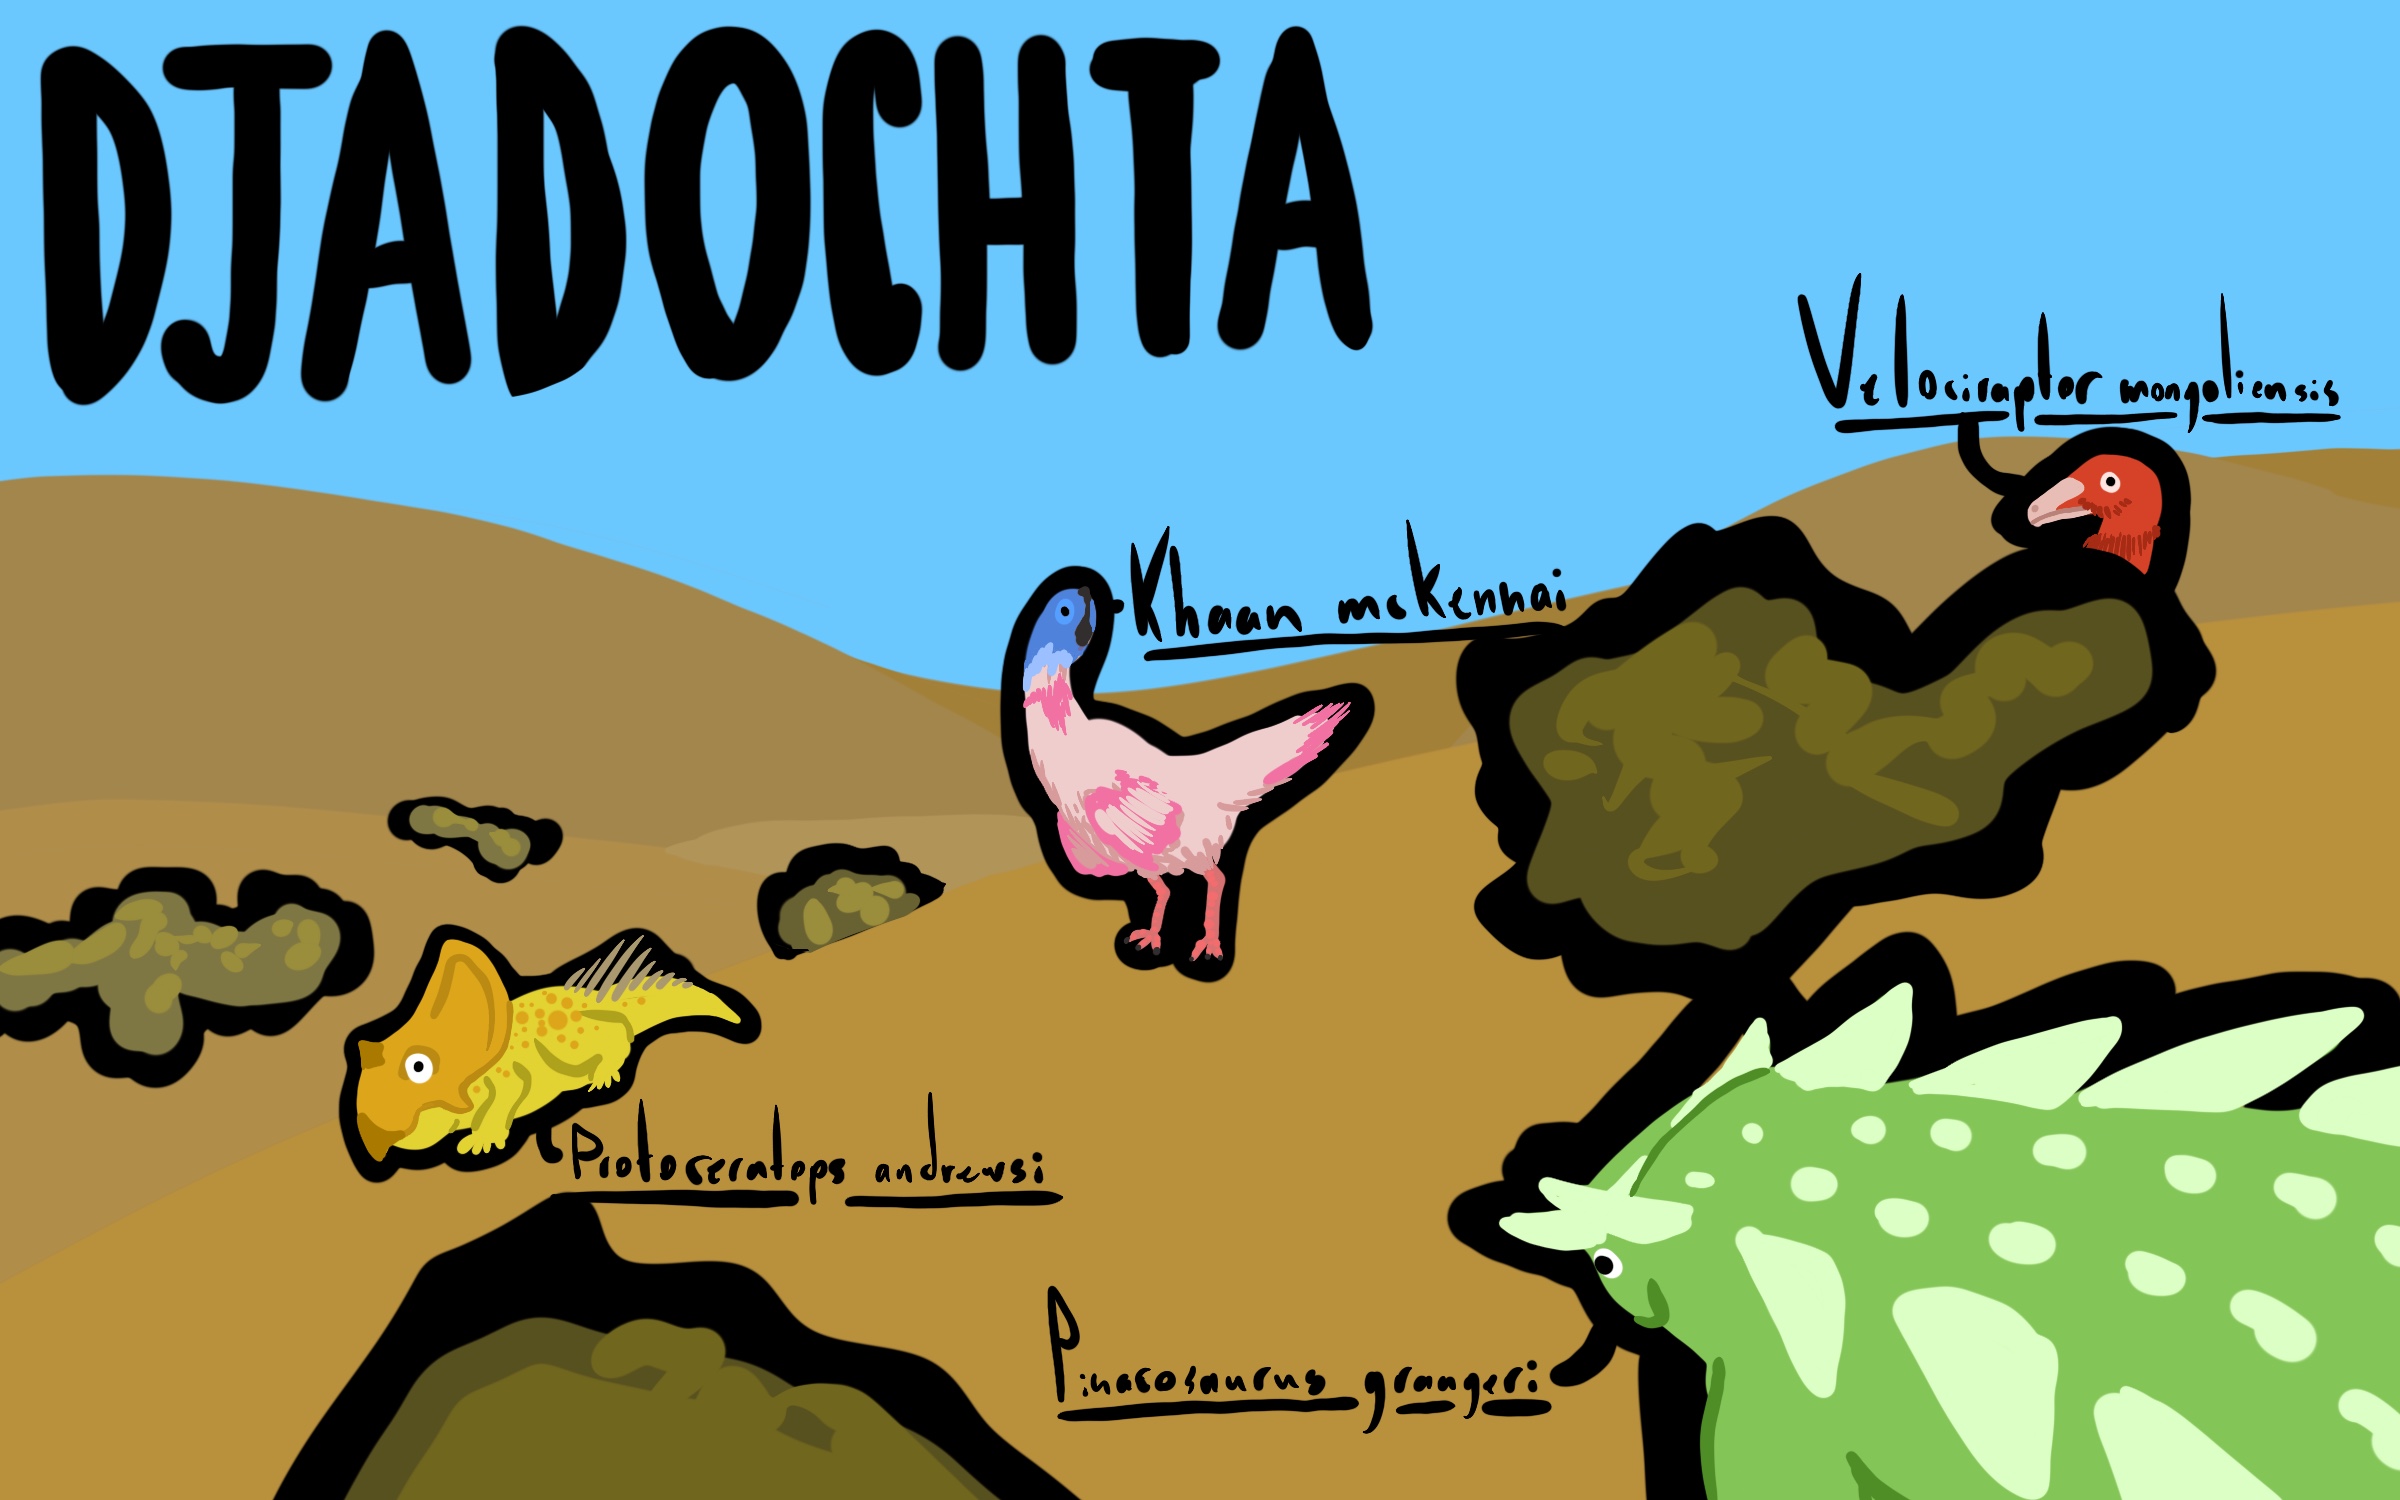 DJADOCHTA
Velociraptor mongoliensis
Khaan mckennai
Protoceratops andrewsi
Pinacosaurus grangeri